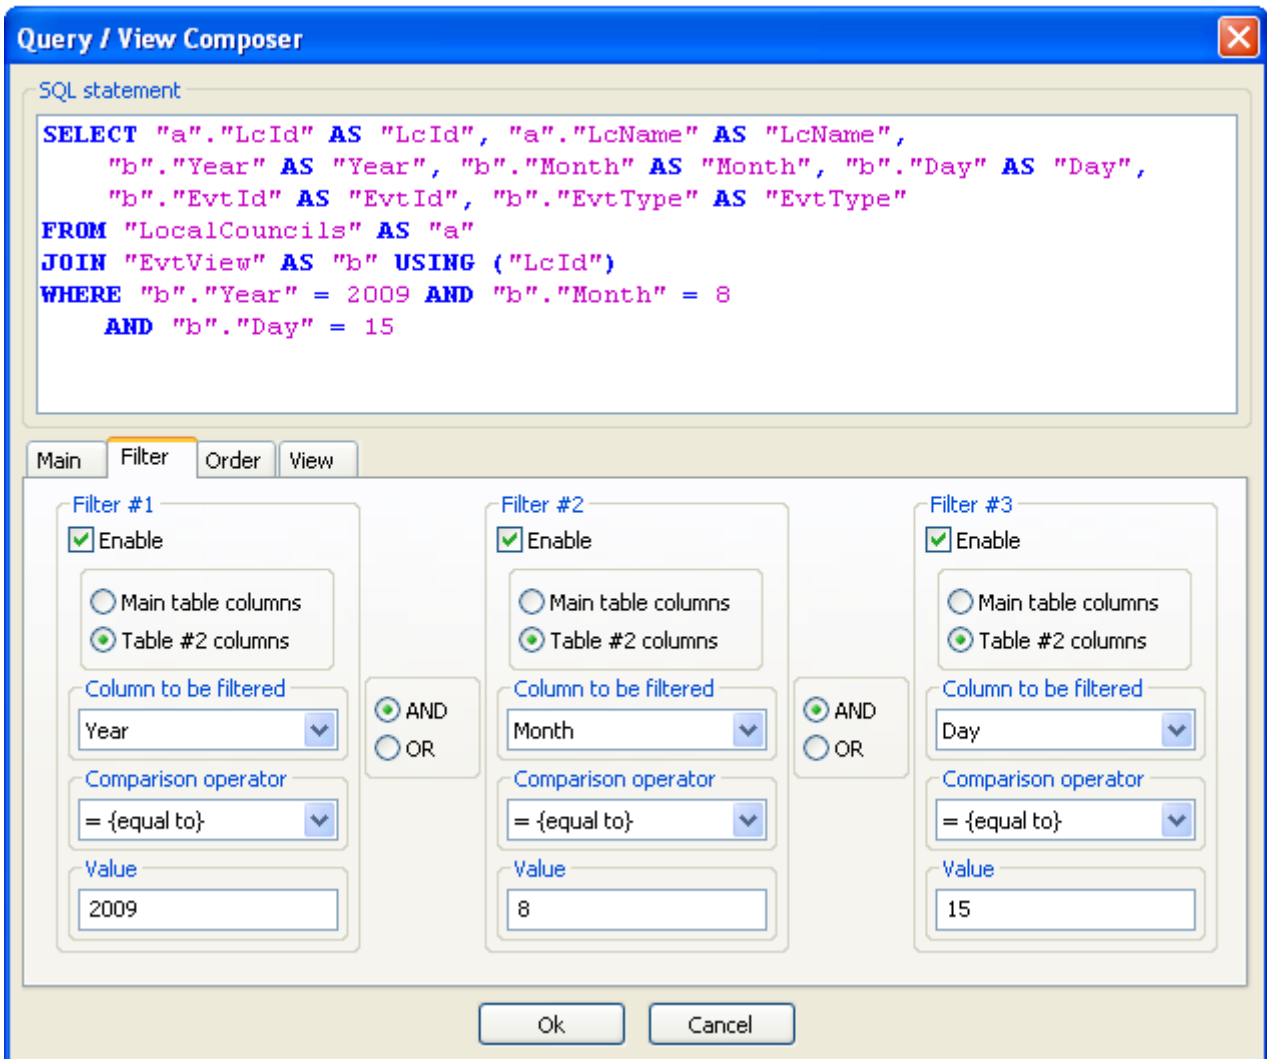 Query / View Composer
SQL statement
SELECT "a"."LcId" AS "LcId", "a"."LcName" AS "LcName",
"b"."Year" AS "Year", "b"."Month" AS "Month", "b"."Day" AS "Day",
"b"."EvtId" AS "EvtId", "b"."EvtType" AS "EvtType"
FROM "LocalCouncils" AS "a"
JOIN "EvtView" AS "b" USING ("LcId")
WHERE "b"."Year" = 2009 AND "b"."Month" = 8
AND "b"."Day" = 15
Main Filter Order View
Filter #1
Enable
Main table columns
Table #2 columns
Column to be filtered
Year
Comparison operator
= {equal to}
Value
2009
AND
OR
Filter #2
Enable
Main table columns
Table #2 columns
Column to be filtered
Month
Comparison operator
= {equal to}
Value
8
AND
OR
Filter #3
Enable
Main table columns
Table #2 columns
Column to be filtered
Day
Comparison operator
= {equal to}
Value
15
Ok Cancel